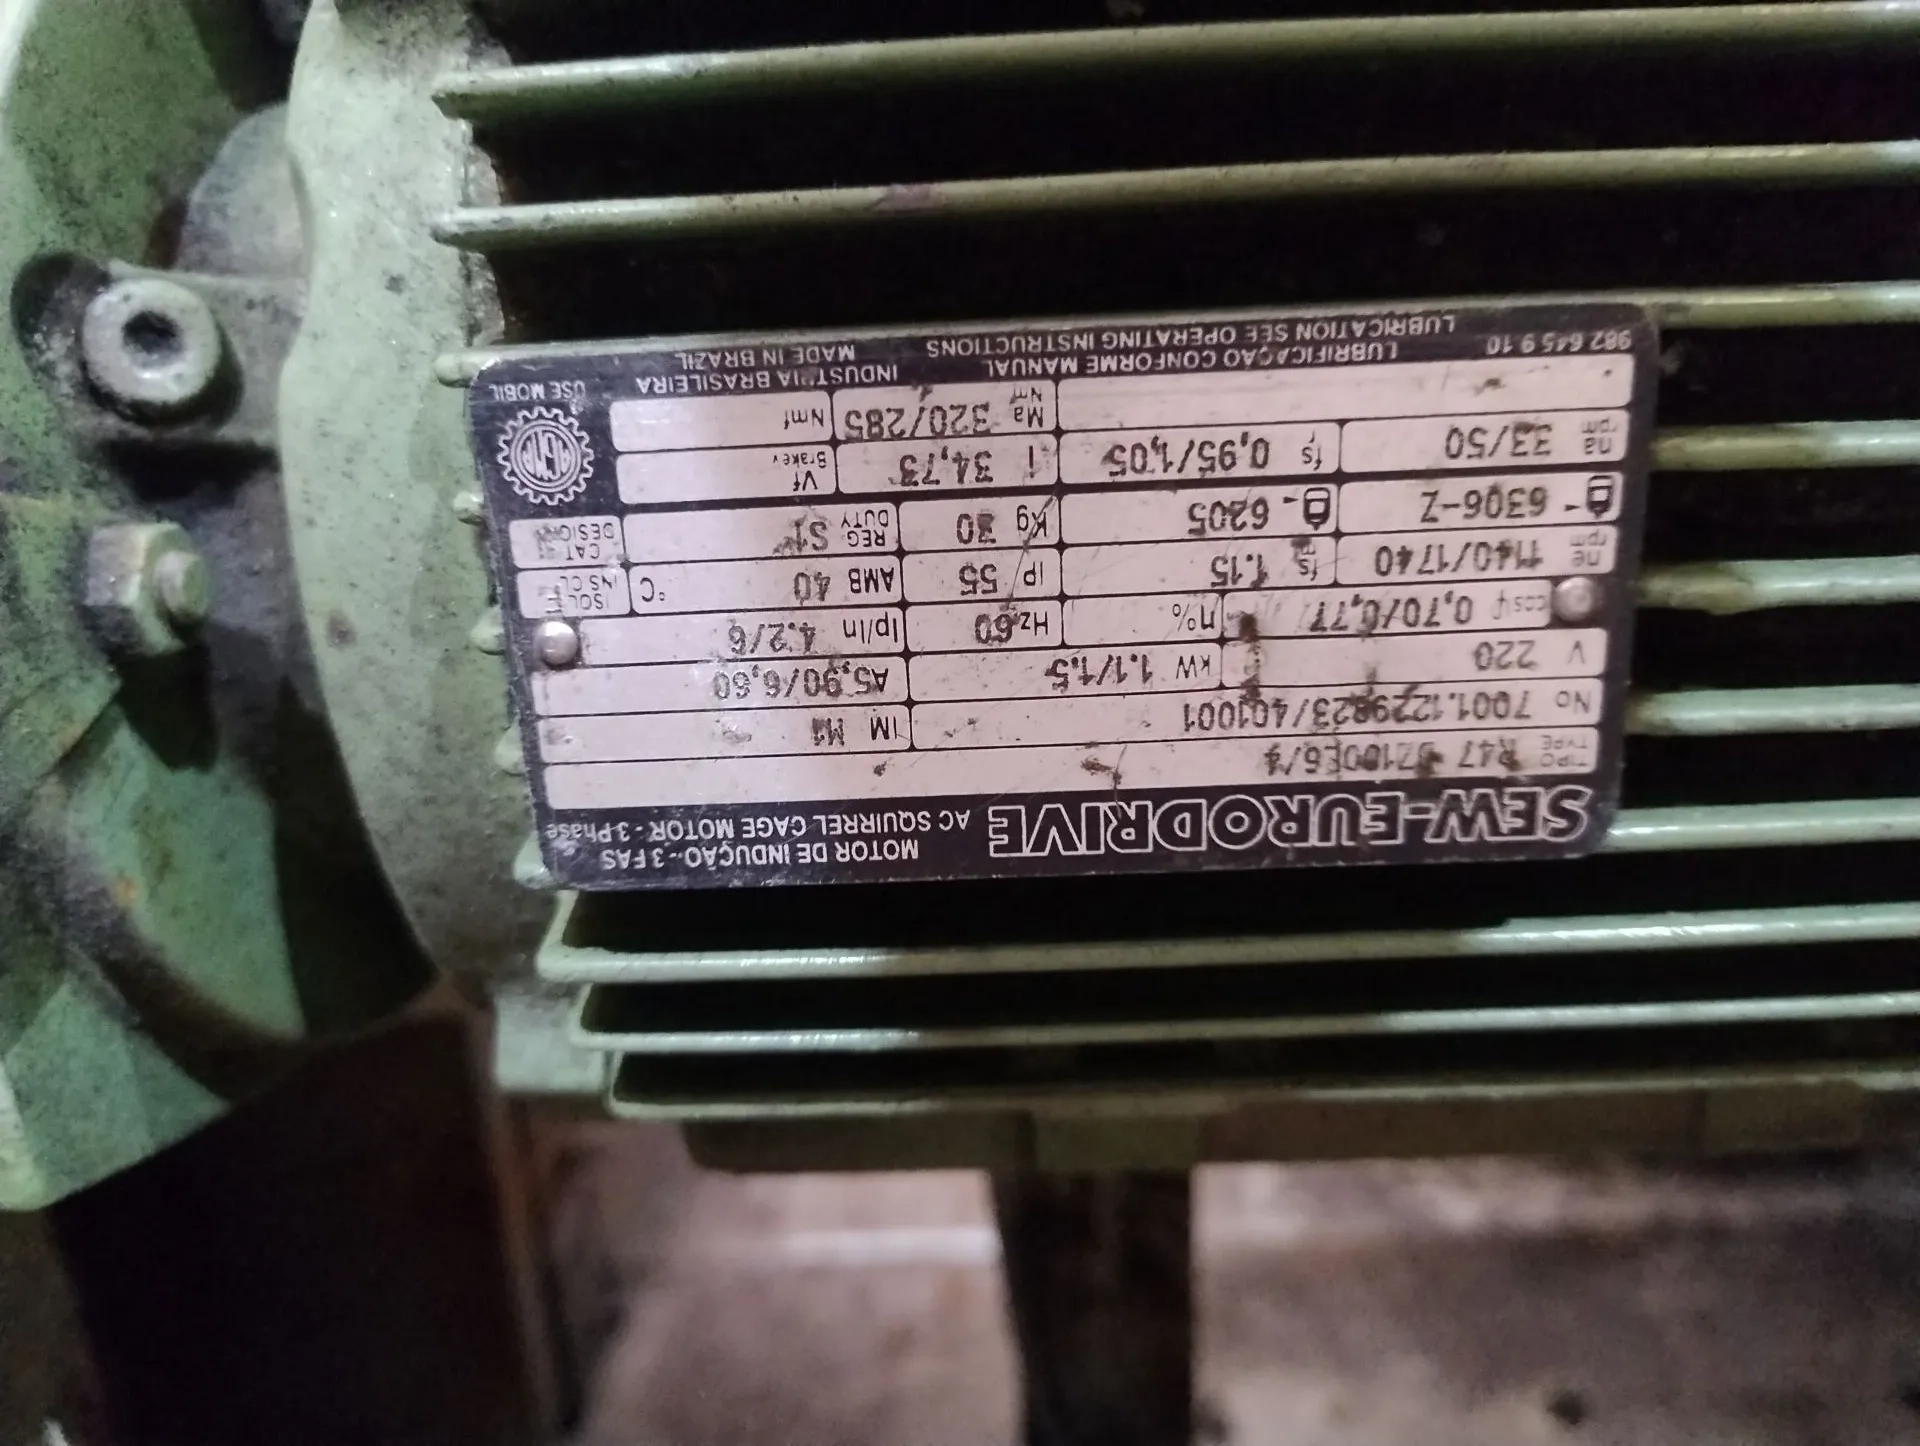 SEW-EURODRIVE MOTOR DE INDUÇÃO - 3 FAS
AC SQUIRREL CAGE MOTOR - 3 Phase
TIPO TYPE R47
No IM M1
V 220 kW 1.1/1.5 A 5,90/6,60
cos φ 0,70/0,77 η% Hz 60 Ip/In 4.2/6
ne rpm 1140/1740 fs 1.15 IP 55 AMB 40 °C ISOL INS CL F
6306-Z 6205 Kg 30 REG DUTY S1 CAT DESIGN
na rpm 33/50 fs 0,95/1,05 i 34,73 Vf Brake v
Ma Nm 320/285 Nmf
982 645 9 10 LUBRIFICAÇÃO CONFORME MANUAL INDUSTRIA BRASILEIRA USE MOBIL
LUBRICATION SEE OPERATING INSTRUCTIONS MADE IN BRAZIL